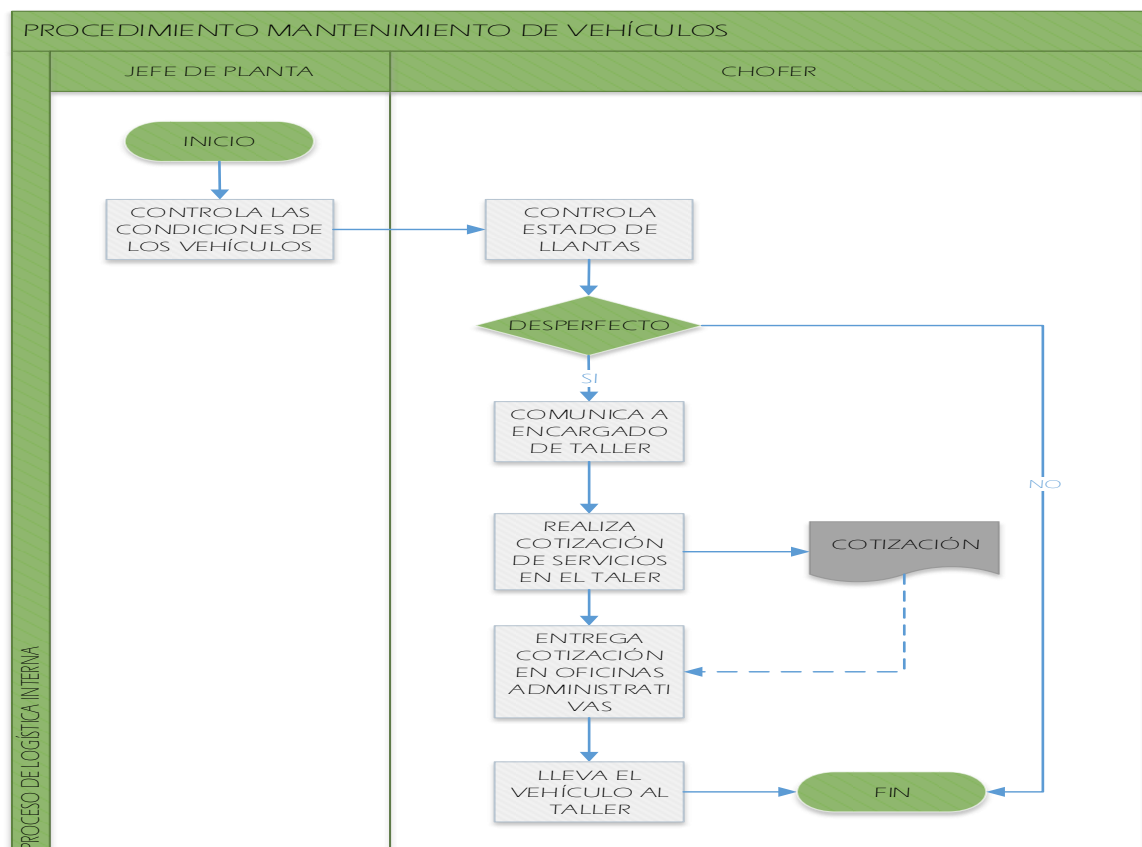 PROCEDIMIENTO MANTENIMIENTO DE VEHÍCULOS
JEFE DE PLANTA
CHOFER
INICIO
CONTROLA LAS
CONDICIONES DE
LOS VEHÍCULOS
CONTROLA
ESTADO DE
LLANTAS
DESPERFECTO
SI
COMUNICA A
ENCARGADO
DE TALLER
NO
REALIZA
COTIZACIÓN
DE SERVICIOS
EN EL TALER
COTIZACIÓN
ENTREGA
COTIZACIÓN
EN OFICINAS
ADMINISTRATI
VAS
LLEVA EL
VEHÍCULO AL
TALLER
FIN
PROCESO DE LOGÍSTICA INTERNA